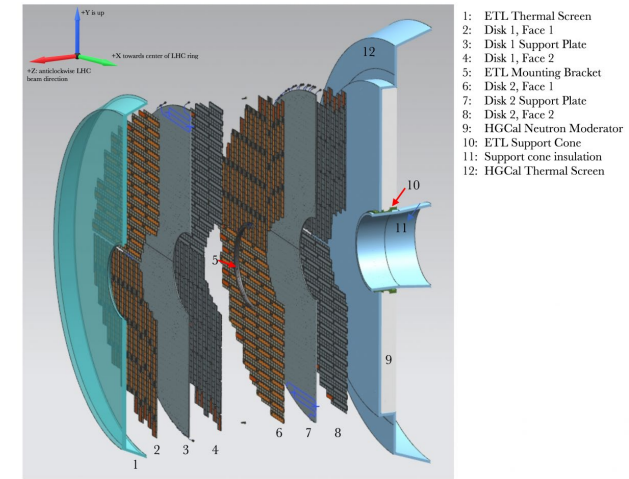 +Y is up
+X towards center of LHC ring
+Z: anticlockwise LHC
beam direction
12
10
11
5
9
1
2
3
4
6
7
8
1: ETL Thermal Screen
2: Disk 1, Face 1
3: Disk 1 Support Plate
4: Disk 1, Face 2
5: ETL Mounting Bracket
6: Disk 2, Face 1
7: Disk 2 Support Plate
8: Disk 2, Face 2
9: HGCal Neutron Moderator
10: ETL Support Cone
11: Support cone insulation
12: HGCal Thermal Screen